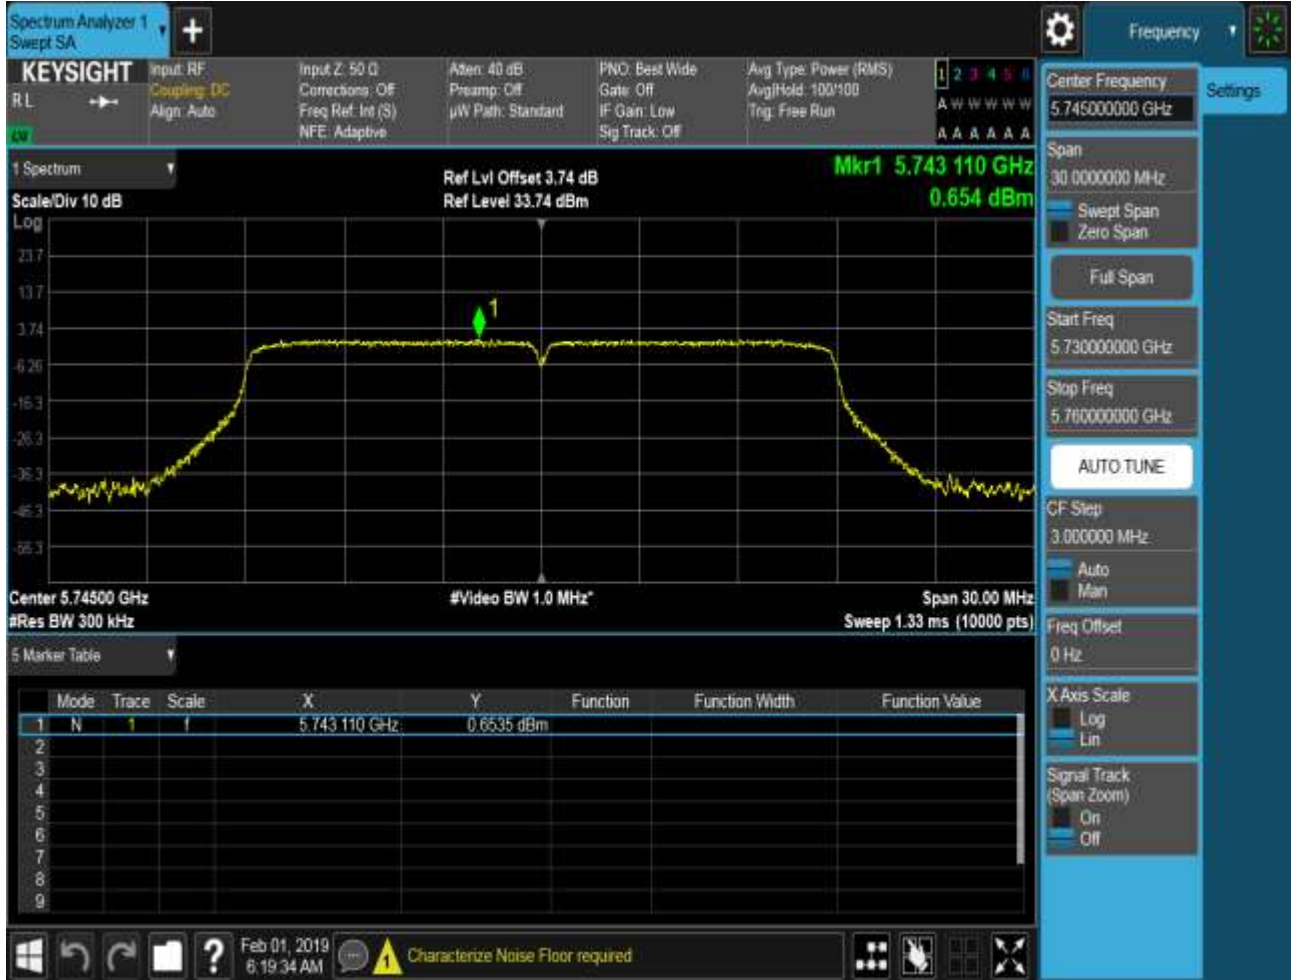 Spectrum Analyzer 1
Swept SA
Frequency
KEYSIGHT
RL
Input: RF
Coupling: DC
Align: Auto
Input Z: 50 Ω
Corrections: Off
Freq Ref: Int (S)
NFE: Adaptive
Atten: 40 dB
Preamp: Off
µW Path: Standard
PNO: Best Wide
Gate: Off
IF Gain: Low
Sig Track: Off
Avg Type: Power (RMS)
Avg|Hold: 100/100
Trig: Free Run
1 2 3 4 5 6
A W W W W W
A A A A A A
1 Spectrum
Scale/Div 10 dB
Ref Lvl Offset 3.74 dB
Ref Level 33.74 dBm
Mkr1 5.743 110 GHz
0.654 dBm
Log
23.7
13.7
3.74
-6.26
-16.3
-26.3
-36.3
-46.3
-56.3
1
Center 5.74500 GHz
#Res BW 300 kHz
#Video BW 1.0 MHz*
Span 30.00 MHz
Sweep 1.33 ms (10000 pts)
5 Marker Table
Mode Trace Scale X Y Function Function Width Function Value
1 N 1 f 5.743 110 GHz 0.6535 dBm
2
3
4
5
6
7
8
9
Feb 01, 2019
6:19:34 AM
1
Characterize Noise Floor required
Center Frequency
5.745000000 GHz
Settings
Span
30.0000000 MHz
Swept Span
Zero Span
Full Span
Start Freq
5.730000000 GHz
Stop Freq
5.760000000 GHz
AUTO TUNE
CF Step
3.000000 MHz
Auto
Man
Freq Offset
0 Hz
X Axis Scale
Log
Lin
Signal Track
(Span Zoom)
On
Off